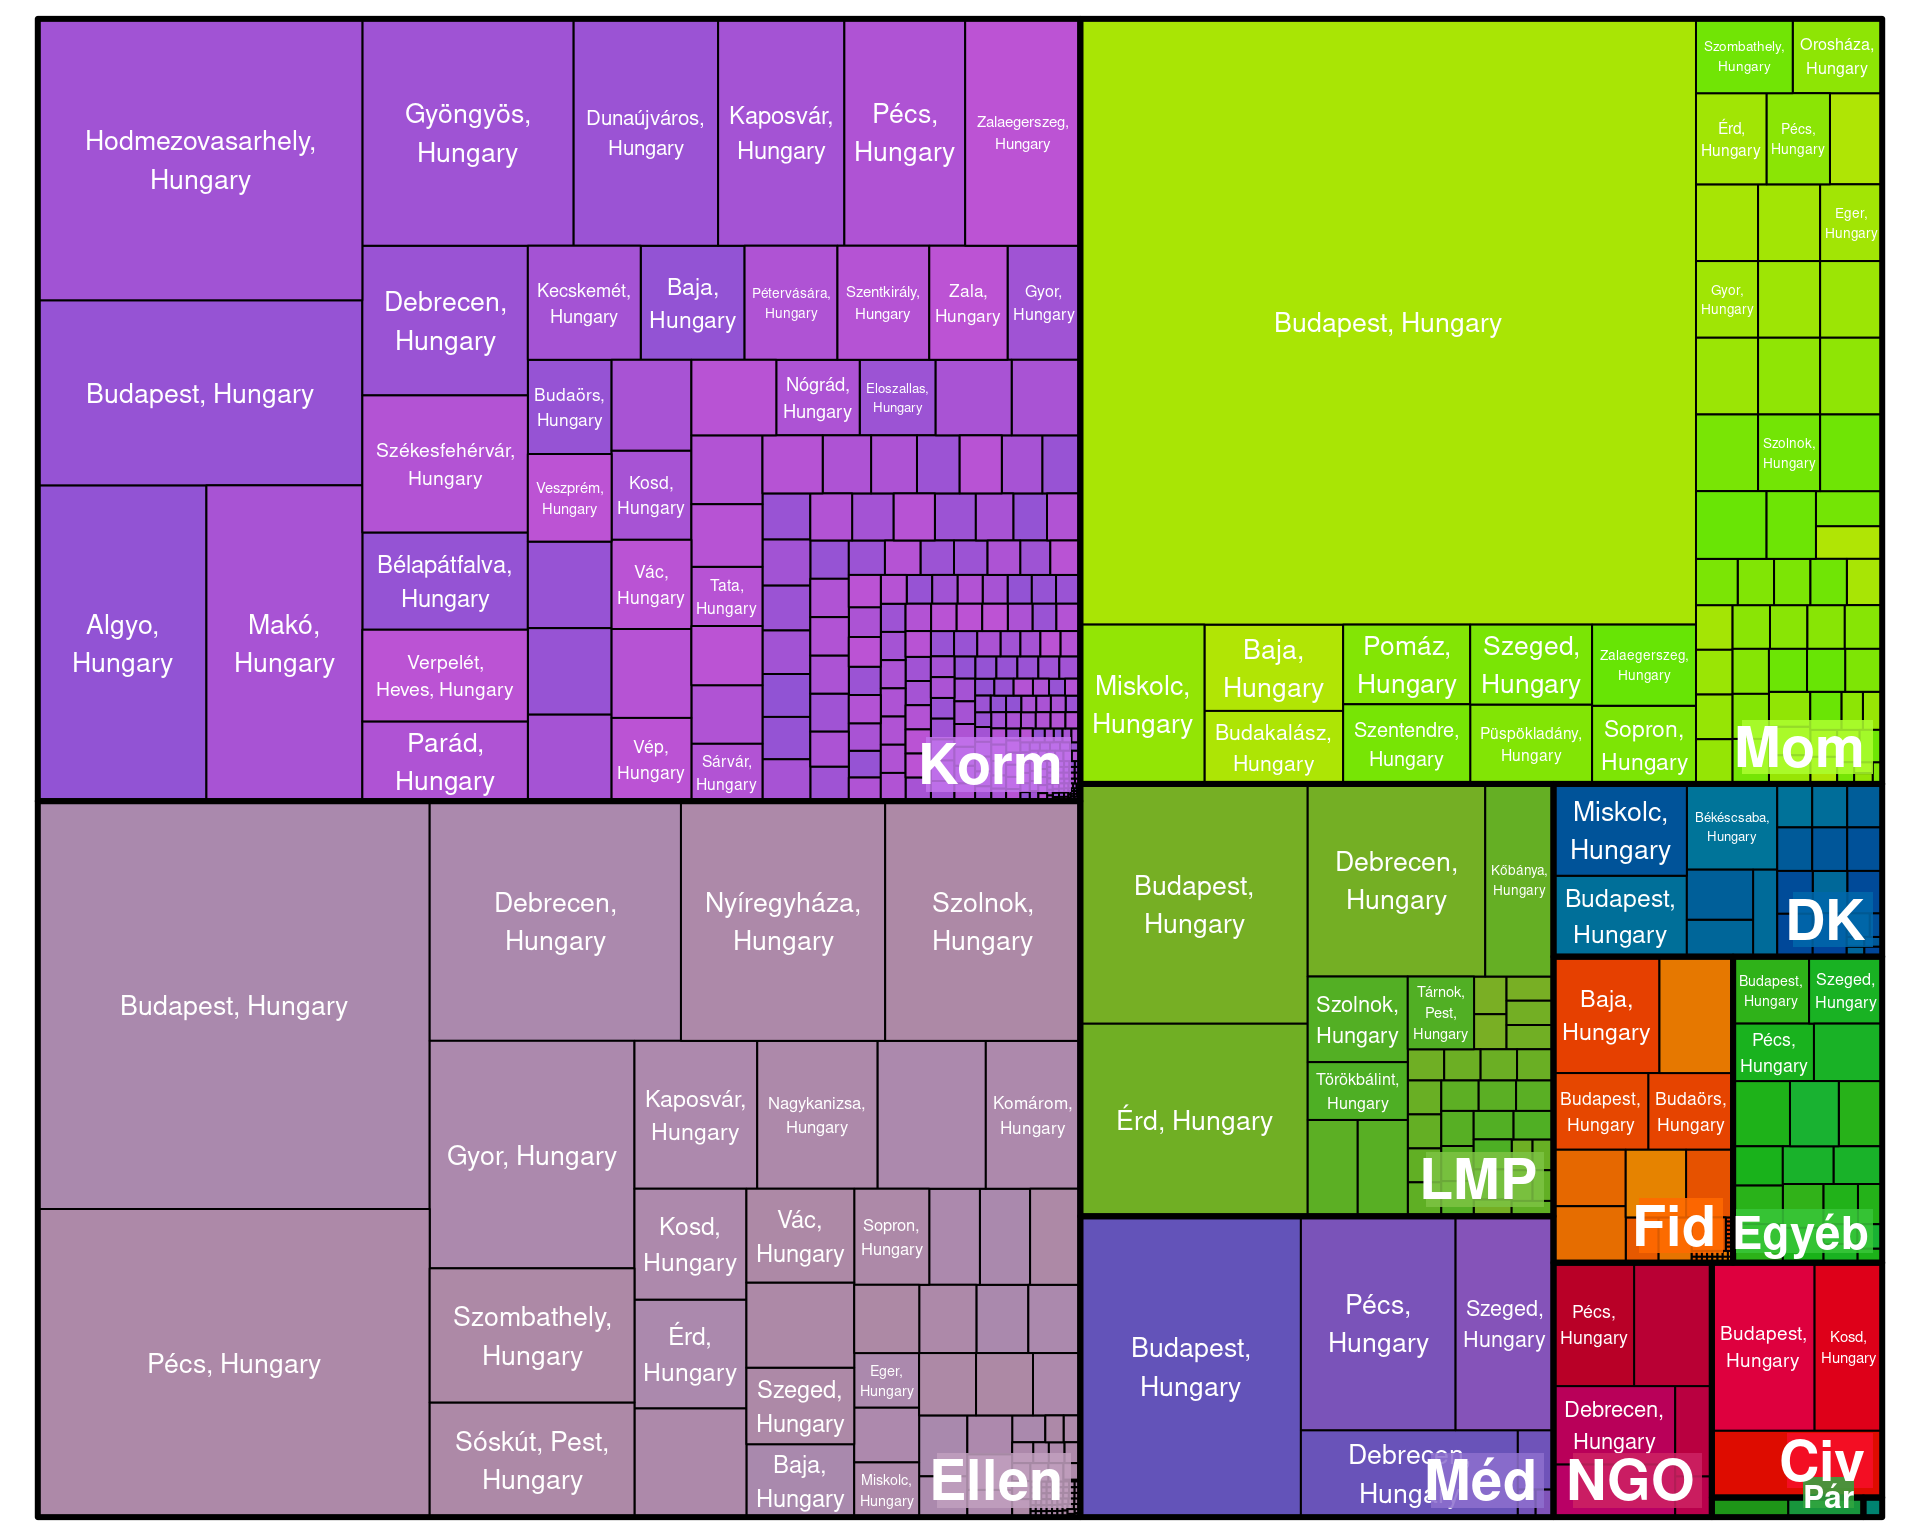 Hodmezovasarhely,
Hungary
Gyöngyös,
Hungary
Dunaújváros,
Hungary
Kaposvár,
Hungary
Pécs,
Hungary
Zalaegerszeg,
Hungary
Budapest, Hungary
Debrecen,
Hungary
Kecskemét,
Hungary
Baja,
Hungary
Pétervására,
Hungary
Szentkirály,
Hungary
Zala,
Hungary
Gyor,
Hungary
Budaörs,
Hungary
Nógrád,
Hungary
Eloszallas,
Hungary
Székesfehérvár,
Hungary
Veszprém,
Hungary
Kosd,
Hungary
Algyo,
Hungary
Makó,
Hungary
Bélapátfalva,
Hungary
Vác,
Hungary
Tata,
Hungary
Verpelét,
Heves, Hungary
Parád,
Hungary
Vép,
Hungary
Sárvár,
Hungary
Korm
Budapest, Hungary
Szombathely,
Hungary
Orosháza,
Hungary
Érd,
Hungary
Pécs,
Hungary
Eger,
Hungary
Gyor,
Hungary
Szolnok,
Hungary
Miskolc,
Hungary
Baja,
Hungary
Budakalász,
Hungary
Pomáz,
Hungary
Szentendre,
Hungary
Szeged,
Hungary
Püspökladány,
Hungary
Zalaegerszeg,
Hungary
Sopron,
Hungary
Mom
Budapest, Hungary
Pécs, Hungary
Debrecen,
Hungary
Nyíregyháza,
Hungary
Szolnok,
Hungary
Gyor, Hungary
Kaposvár,
Hungary
Nagykanizsa,
Hungary
Komárom,
Hungary
Szombathely,
Hungary
Sóskút, Pest,
Hungary
Kosd,
Hungary
Érd,
Hungary
Vác,
Hungary
Sopron,
Hungary
Szeged,
Hungary
Eger,
Hungary
Baja,
Hungary
Miskolc,
Hungary
Ellen
Budapest,
Hungary
Érd, Hungary
Debrecen,
Hungary
Kőbánya,
Hungary
Szolnok,
Hungary
Tárnok,
Pest,
Hungary
Törökbálint,
Hungary
LMP
Miskolc,
Hungary
Budapest,
Hungary
Békéscsaba,
Hungary
DK
Baja,
Hungary
Budapest,
Hungary
Budaörs,
Hungary
Fid
Budapest,
Hungary
Szeged,
Hungary
Pécs,
Hungary
Egyéb
Budapest,
Hungary
Pécs,
Hungary
Szeged,
Hungary
Debrecen,
Hungary
Méd
Pécs,
Hungary
Debrecen,
Hungary
NGO
Budapest,
Hungary
Kosd,
Hungary
Civ
Pár